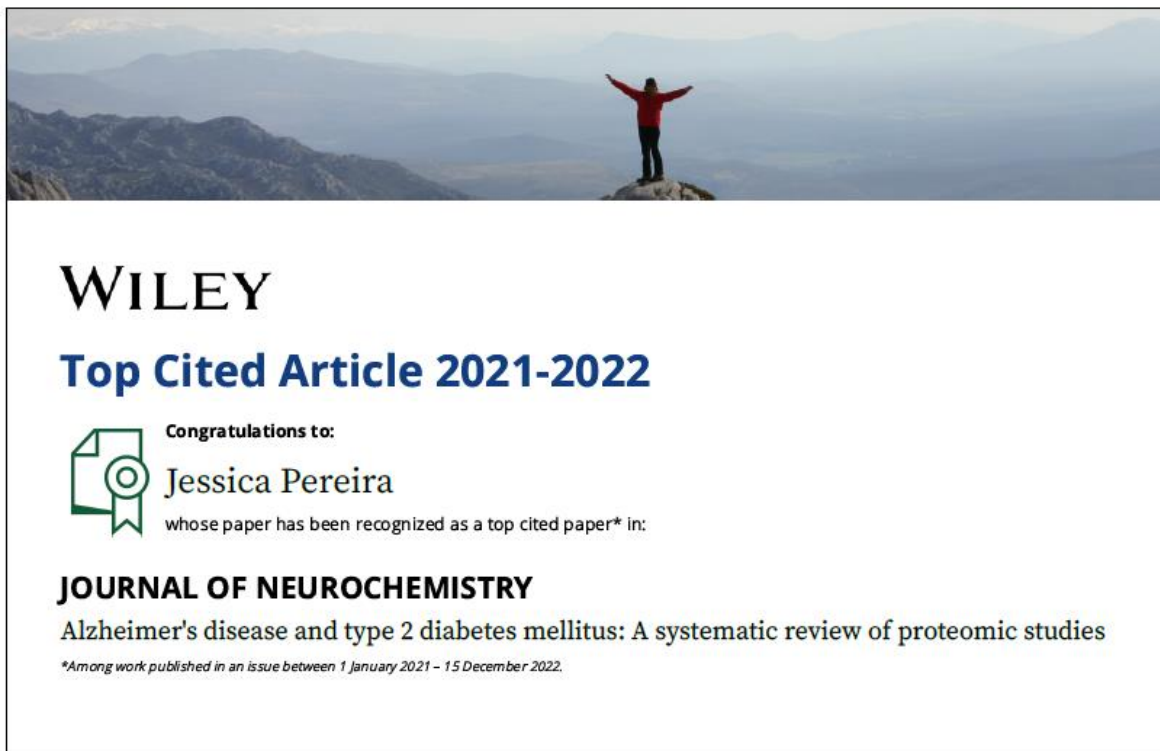 WILEY
Top Cited Article 2021-2022
Congratulations to:
Jessica Pereira
whose paper has been recognized as a top cited paper* in:
JOURNAL OF NEUROCHEMISTRY
Alzheimer's disease and type 2 diabetes mellitus: A systematic review of proteomic studies
*Among work published in an issue between 1 January 2021 – 15 December 2022.